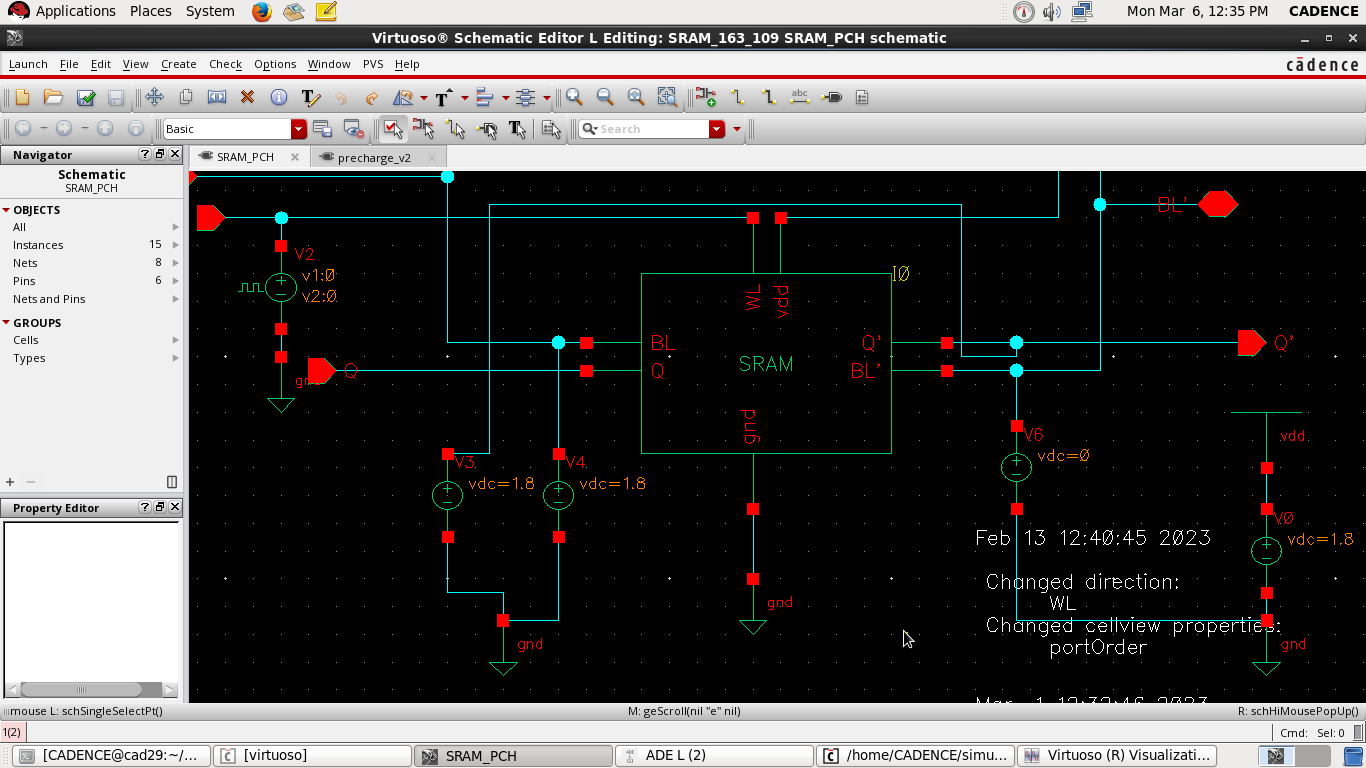 Applications Places System Mon Mar 6, 12:35 PM CADENCE
Virtuoso® Schematic Editor L Editing: SRAM_163_109 SRAM_PCH schematic
Launch File Edit View Create Check Options Window PVS Help cādence
T T abc
Basic T Search
Navigator ? SRAM_PCH precharge_v2
Schematic
SRAM_PCH
OBJECTS
All
Instances 15
Nets 8
Pins 6
Nets and Pins
GROUPS
Cells
Types
Property Editor ?
BL'
V2
v1:0
v2:0
gnd
Q
I0
WL
vdd
BL
Q
SRAM
Q'
BL'
gnd
Q'
V3
vdc=1.8
V4
vdc=1.8
V6
vdc=0
vdd
V0
vdc=1.8
gnd
gnd
gnd
Feb 13 12:40:45 2023
Changed direction:
WL
Changed cellview properties:
portOrder
mouse L: schSingleSelectPt() M: geScroll(nil "e" nil) R: schHiMousePopUp()
1(2) Cmd: Sel: 0
[CADENCE@cad29:~/... [virtuoso] SRAM_PCH ADE L (2) /home/CADENCE/simu... Virtuoso (R) Visualizati...